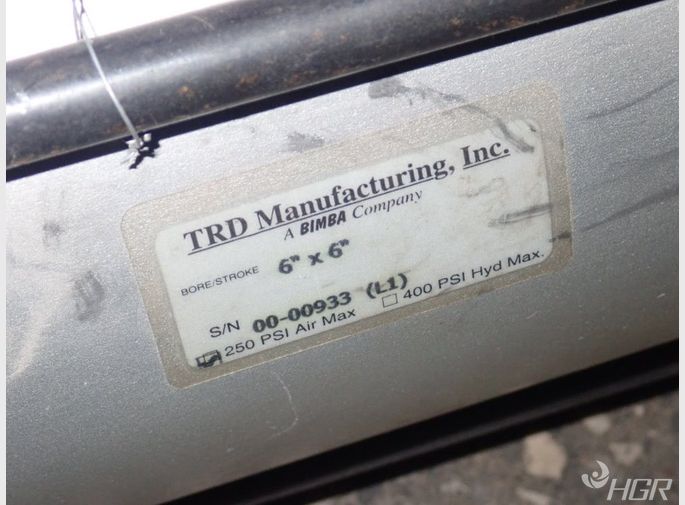 TRD Manufacturing, Inc.
A BIMBA Company
BORE/STROKE 6" x 6"
S/N 00-00933 (L1)
250 PSI Air Max 400 PSI Hyd Max.
HGR